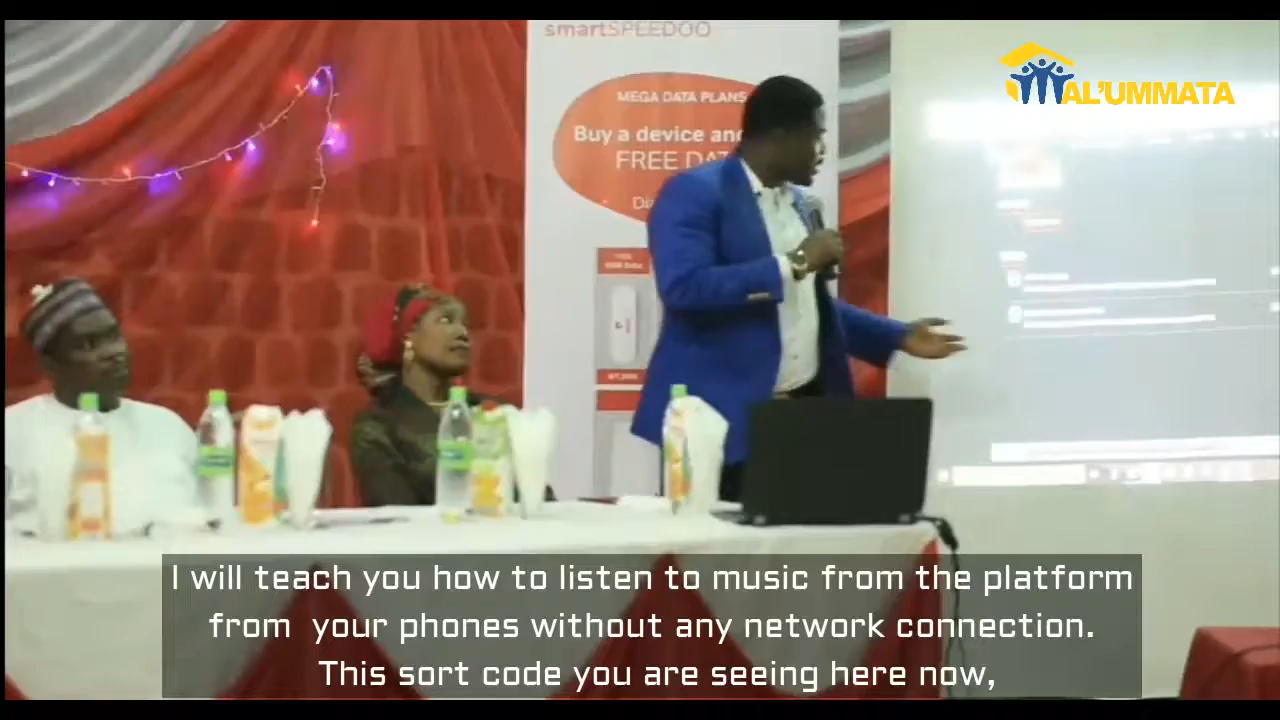 smartSPEEDOO
MEGA DATA PLANS
Buy a device and
FREE DAT
AL'UMMATA
I will teach you how to listen to music from the platform
from your phones without any network connection.
This sort code you are seeing here now,